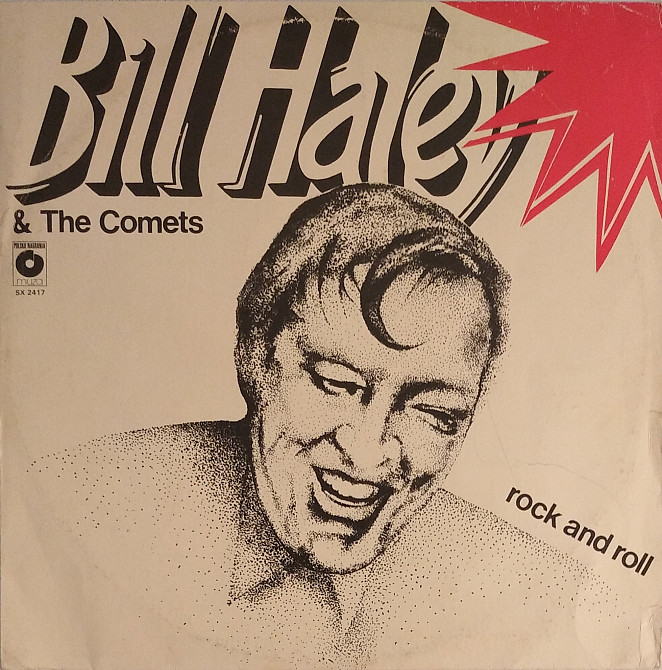 Bill Haley
& The Comets
POLSKIE NAGRANIA
muza
SX 2417
rock and roll